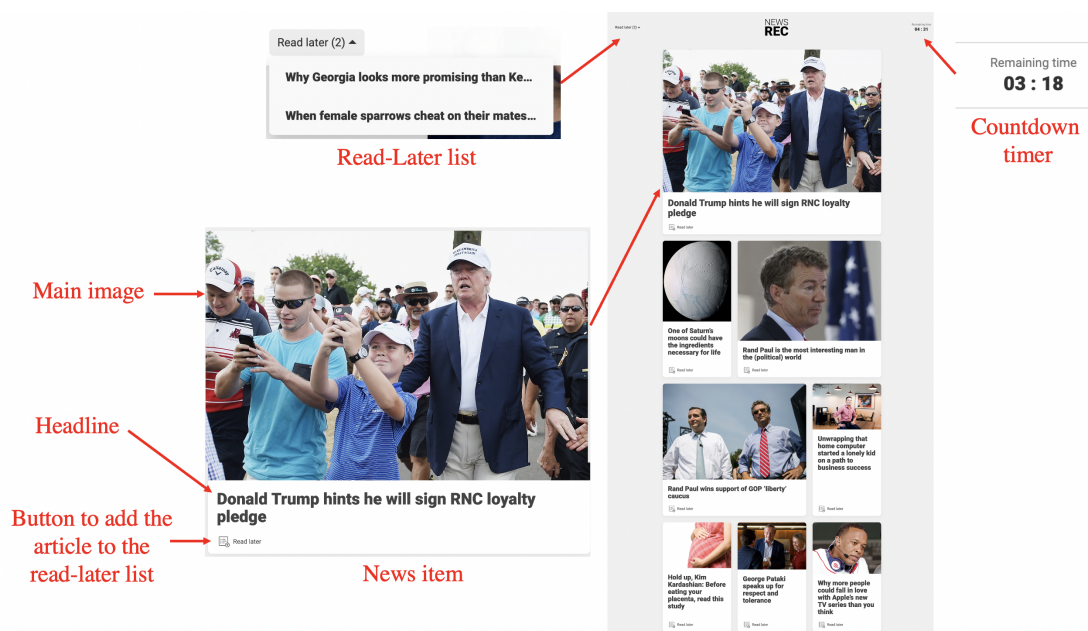 Read later (2)
Why Georgia looks more promising than Ke...
When female sparrows cheat on their mates...
Read-Later list
Read later (2)
NEWS
REC
Remaining time
04 : 31
Remaining time
03 : 18
Countdown
timer
Main image
Headline
Button to add the
article to the
read-later list
Callaway
Donald Trump hints he will sign RNC loyalty
pledge
Read later
News item
Donald Trump hints he will sign RNC loyalty
pledge
Read later
One of Saturn's
moons could have
the ingredients
necessary for life
Read later
Rand Paul is the most interesting man in
the (political) world
Read later
Rand Paul wins support of GOP 'liberty'
caucus
Read later
Unwrapping that
home computer
started a lonely kid
on a path to
business success
Read later
Hold up, Kim
Kardashian: Before
eating your
placenta, read this
study
Read later
George Pataki
speaks up for
respect and
tolerance
Read later
Why more people
could fall in love
with Apple's new
TV series than you
think
Read later